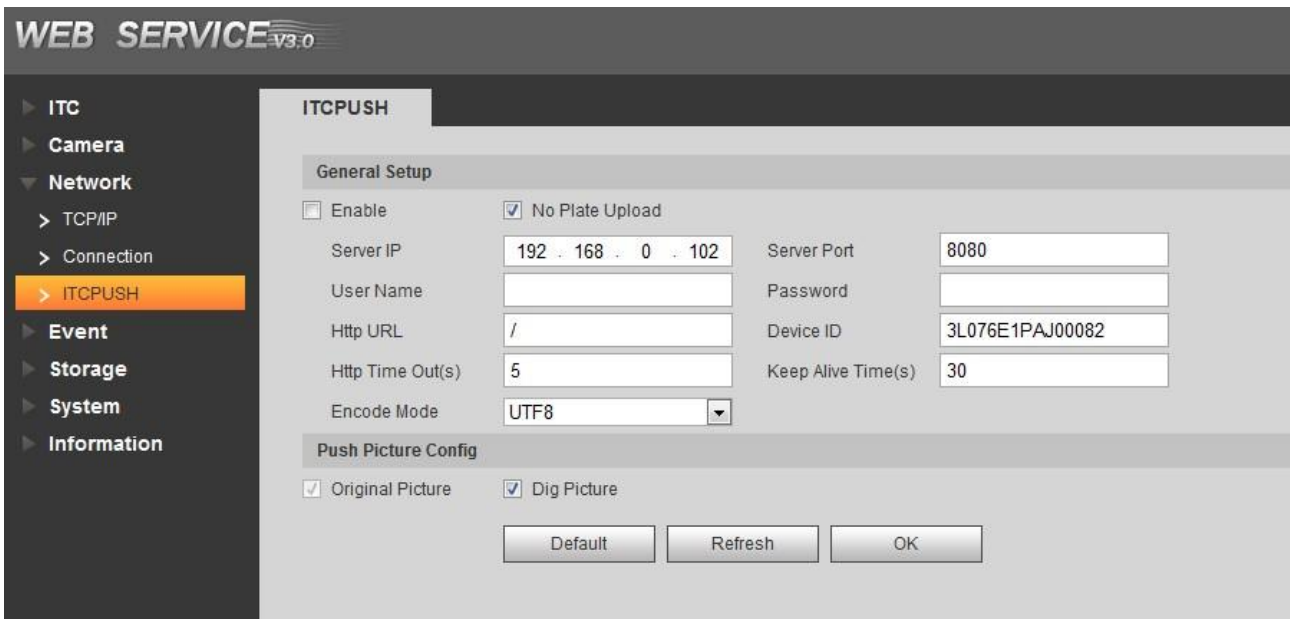 WEB SERVICE V3.0
ITC
Camera
Network
TCP/IP
Connection
ITCPUSH
Event
Storage
System
Information
ITCPUSH
General Setup
Enable No Plate Upload
Server IP 192 . 168 . 0 . 102 Server Port 8080
User Name Password
Http URL / Device ID 3L076E1PAJ00082
Http Time Out(s) 5 Keep Alive Time(s) 30
Encode Mode UTF8
Push Picture Config
Original Picture Dig Picture
Default Refresh OK